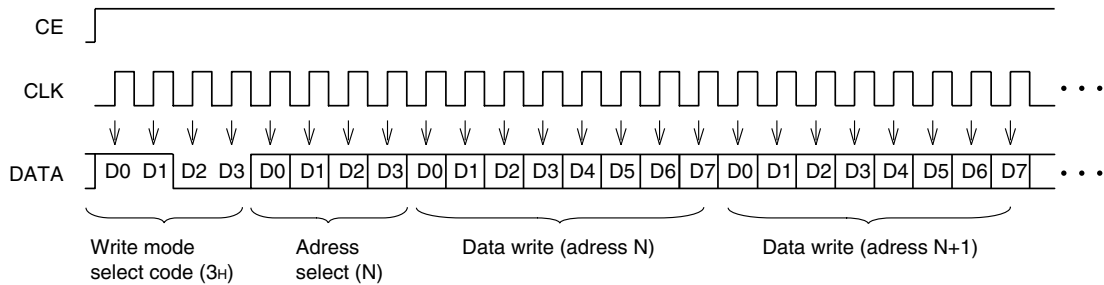 CE
CLK
DATA D0 D1 D2 D3 D0 D1 D2 D3 D0 D1 D2 D3 D4 D5 D6 D7 D0 D1 D2 D3 D4 D5 D6 D7
Write mode
select code (3H)
Adress
select (N)
Data write (adress N)
Data write (adress N+1)